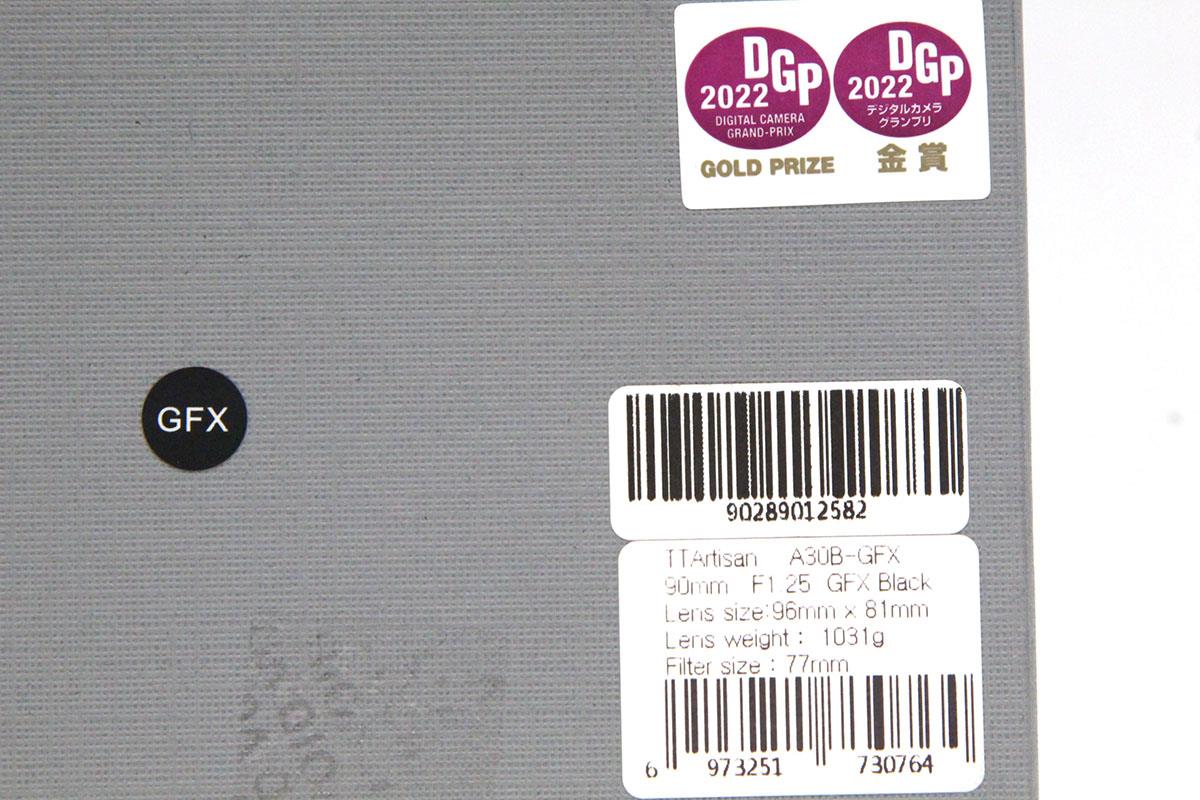 DGP
2022
DIGITAL CAMERA
GRAND-PRIX
GOLD PRIZE
DGP
2022
デジタルカメラ
グランプリ
金賞
GFX
90289012582
TTArtisan A30B-GFX
90mm F1.25 GFX Black
Lens size:96mm x 81mm
Lens weight : 1031g
Filter size : 77mm
6 973251 730764